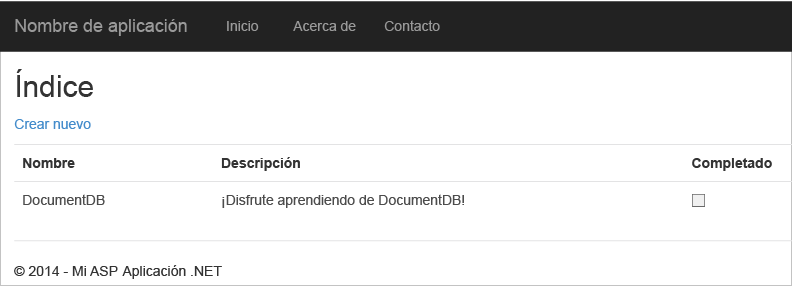 Nombre de aplicación Inicio Acerca de Contacto
Índice
Crear nuevo
Nombre Descripción Completado
DocumentDB ¡Disfrute aprendiendo de DocumentDB!
© 2014 - Mi ASP Aplicación .NET